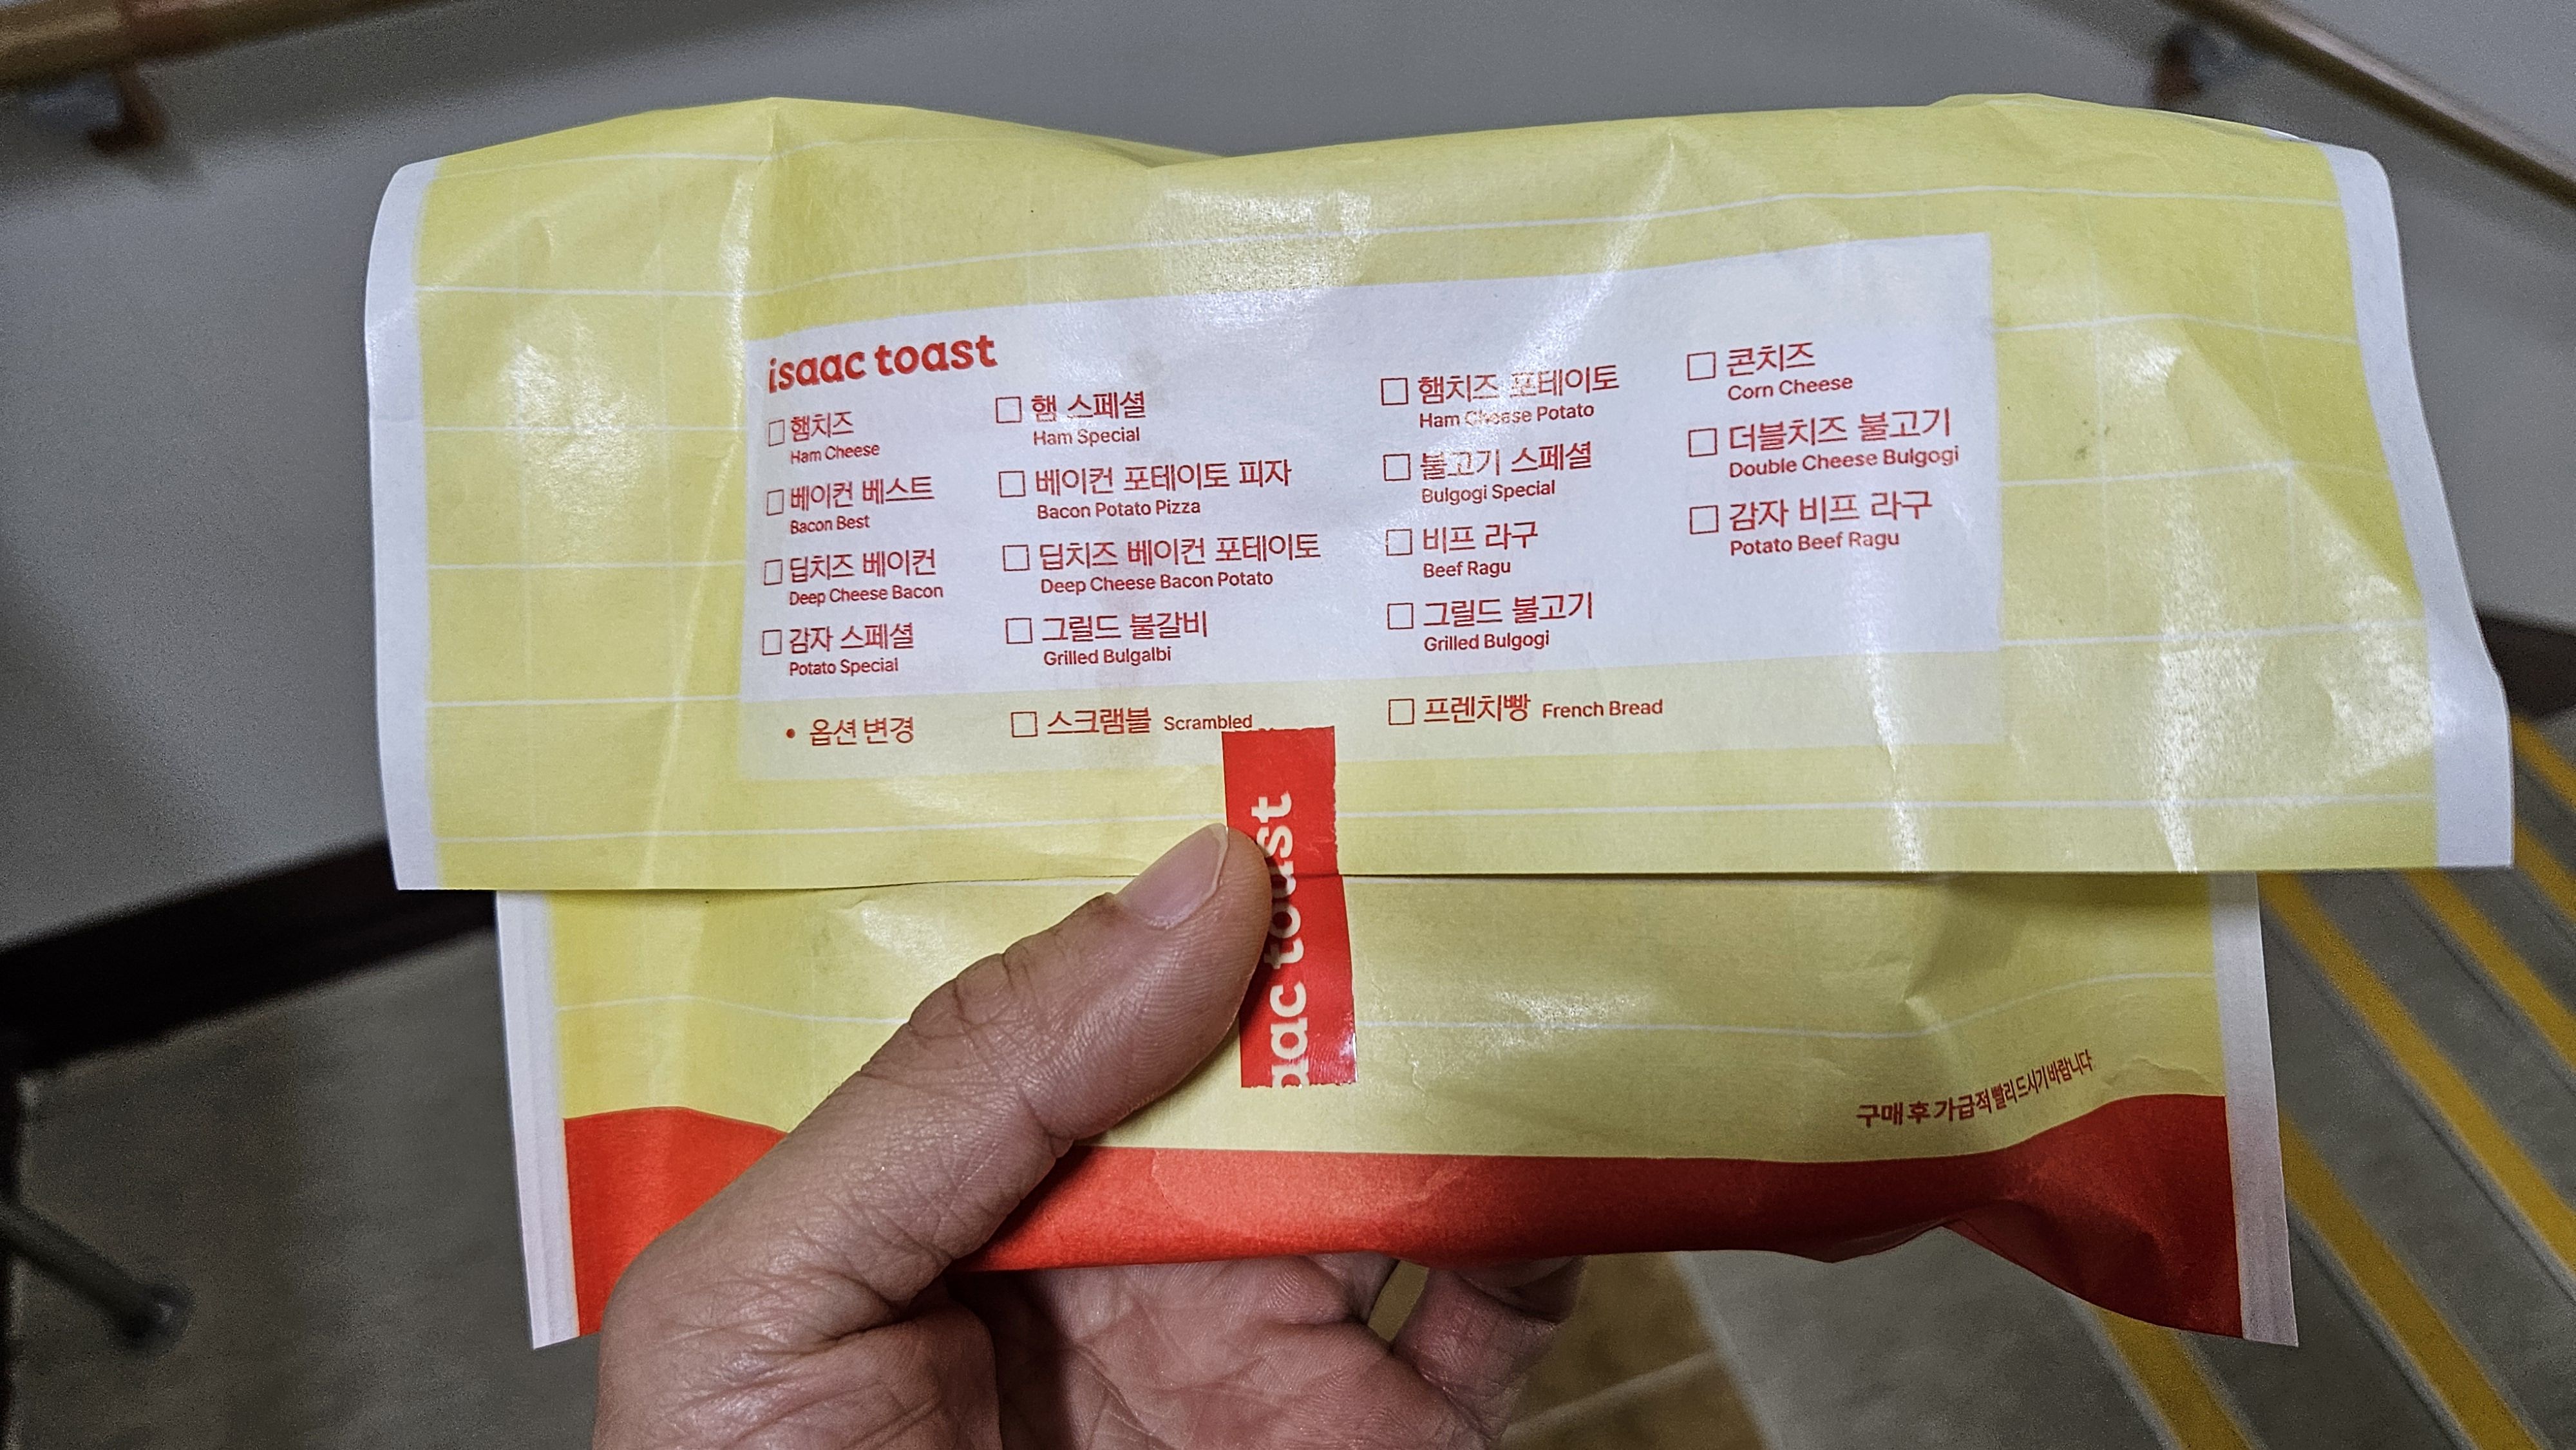 isaac toast
□ 햄치즈
Ham Cheese
□ 베이컨 베스트
Bacon Best
□ 딥치즈 베이컨
Deep Cheese Bacon
□ 감자 스페셜
Potato Special
□ 햄 스페셜
Ham Special
□ 베이컨 포테이토 피자
Bacon Potato Pizza
□ 딥치즈 베이컨 포테이토
Deep Cheese Bacon Potato
□ 그릴드 불갈비
Grilled Bulgalbi
□ 햄치즈 포테이토
Ham Cheese Potato
□ 불고기 스페셜
Bulgogi Special
□ 비프 라구
Beef Ragu
□ 그릴드 불고기
Grilled Bulgogi
□ 콘치즈
Corn Cheese
□ 더블치즈 불고기
Double Cheese Bulgogi
□ 감자 비프 라구
Potato Beef Ragu
• 옵션 변경 □ 스크램블 Scrambled □ 프렌치빵 French Bread
aac toast
구매 후 가급적 빨리 드시기 바랍니다